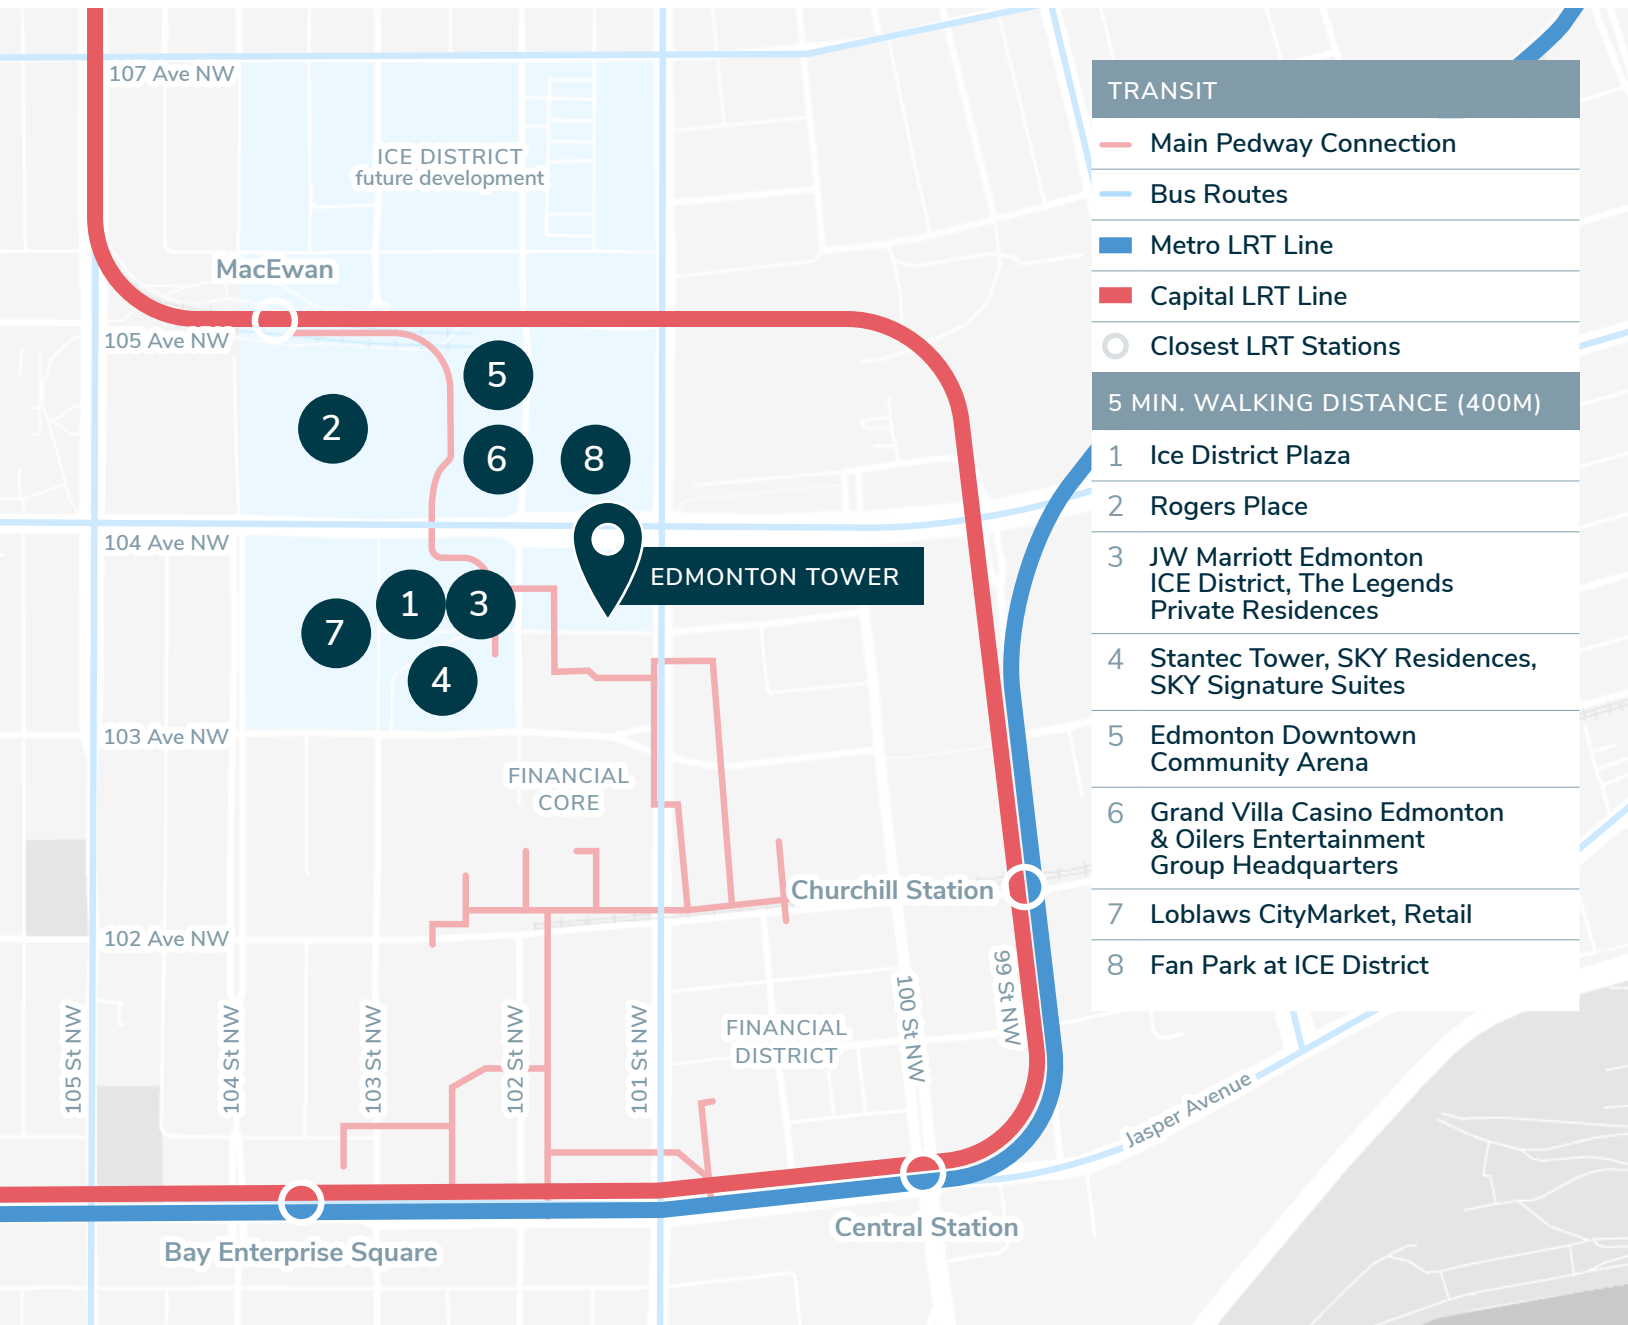 107 Ave NW
ICE DISTRICT
future development
MacEwan
105 Ave NW
5
2
6
8
104 Ave NW
EDMONTON TOWER
1
3
7
4
103 Ave NW
FINANCIAL
CORE
Churchill Station
102 Ave NW
105 St NW
104 St NW
103 St NW
102 St NW
101 St NW
100 St NW
99 St NW
FINANCIAL
DISTRICT
Jasper Avenue
Central Station
Bay Enterprise Square
TRANSIT
Main Pedway Connection
Bus Routes
Metro LRT Line
Capital LRT Line
Closest LRT Stations
5 MIN. WALKING DISTANCE (400M)
1 Ice District Plaza
2 Rogers Place
3 JW Marriott Edmonton
ICE District, The Legends
Private Residences
4 Stantec Tower, SKY Residences,
SKY Signature Suites
5 Edmonton Downtown
Community Arena
6 Grand Villa Casino Edmonton
& Oilers Entertainment
Group Headquarters
7 Loblaws CityMarket, Retail
8 Fan Park at ICE District